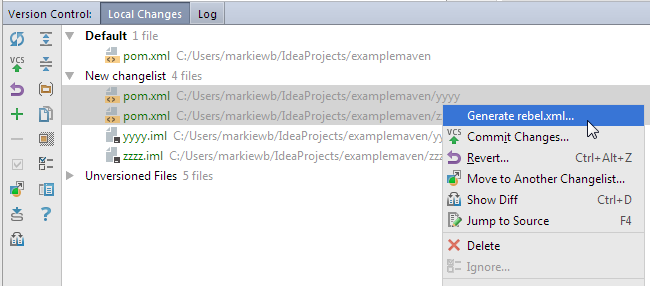 Version Control: Local Changes Log
Default 1 file
pom.xml C:/Users/markiewb/IdeaProjects/examplemaven
New changelist 4 files
pom.xml C:/Users/markiewb/IdeaProjects/examplemaven/yyyy
pom.xml C:/Users/markiewb/IdeaProjects/examplemaven/z
yyyy.iml C:/Users/markiewb/IdeaProjects/examplemaven/yy
zzzz.iml C:/Users/markiewb/IdeaProjects/examplemaven/zzz
Unversioned Files 5 files
VCS
Generate rebel.xml...
VCS Commit Changes...
Revert... Ctrl+Alt+Z
Move to Another Changelist...
Show Diff Ctrl+D
Jump to Source F4
Delete
Ignore...